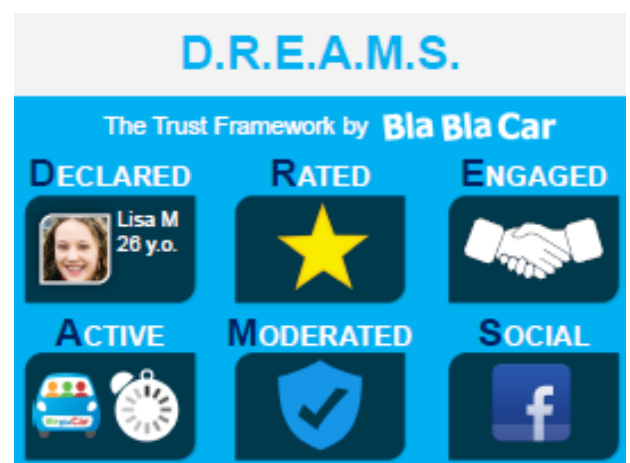 D.R.E.A.M.S.
The Trust Framework by Bla Bla Car
DECLARED RATED ENGAGED
Lisa M
26 y.o.
ACTIVE MODERATED SOCIAL
f